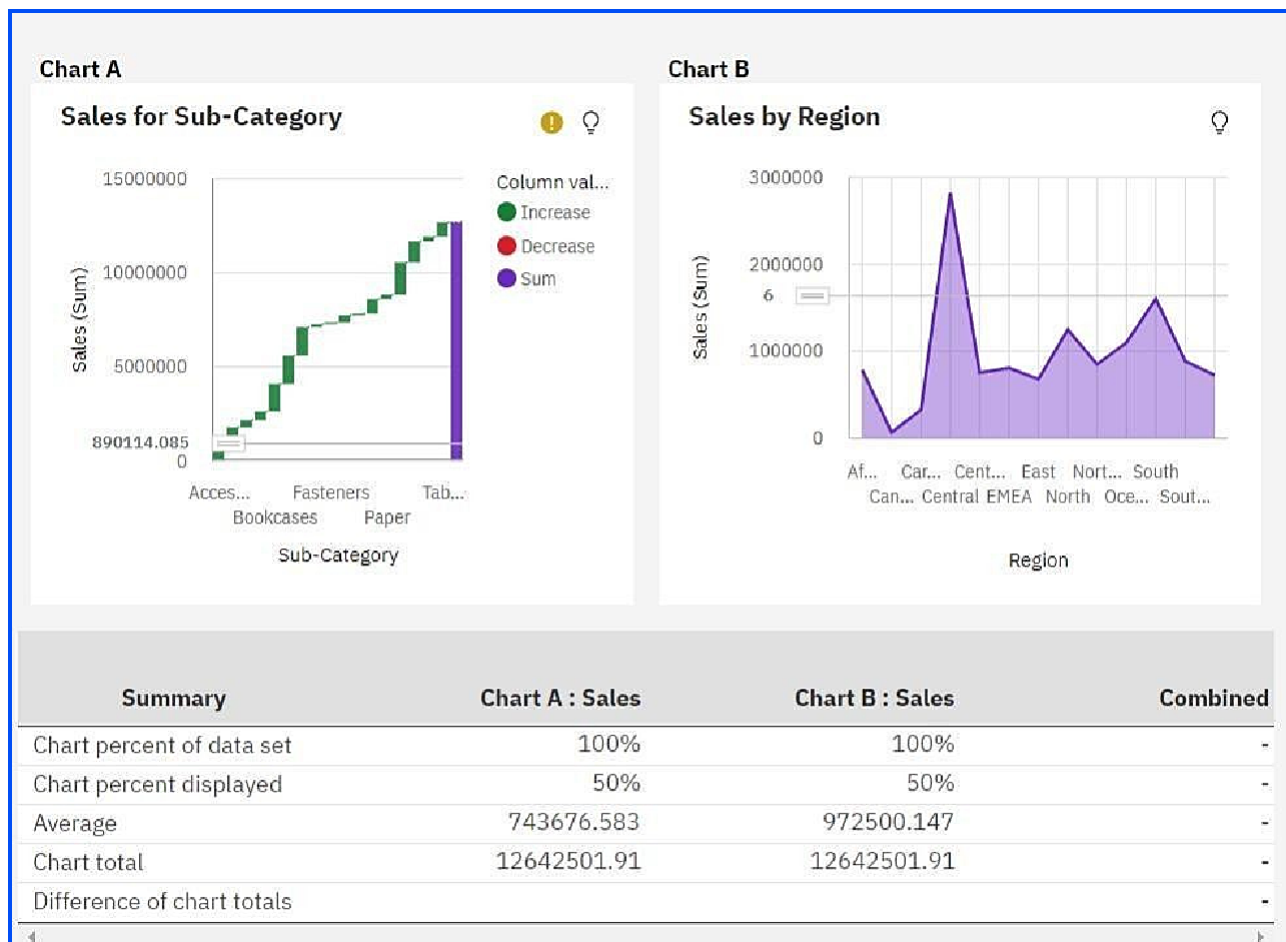 Chart A
Sales for Sub-Category
!
Column val...
Increase
Decrease
Sum
Sales (Sum)
15000000
10000000
5000000
890114.085
0
Acces... Fasteners Tab...
Bookcases Paper
Sub-Category
Chart B
Sales by Region
Sales (Sum)
3000000
2000000
6
1000000
0
Af... Car... Cent... East Nort... South
Can... Central EMEA North Oce... Sout...
Region
Summary Chart A : Sales Chart B : Sales Combined
Chart percent of data set 100% 100% -
Chart percent displayed 50% 50% -
Average 743676.583 972500.147 -
Chart total 12642501.91 12642501.91 -
Difference of chart totals -